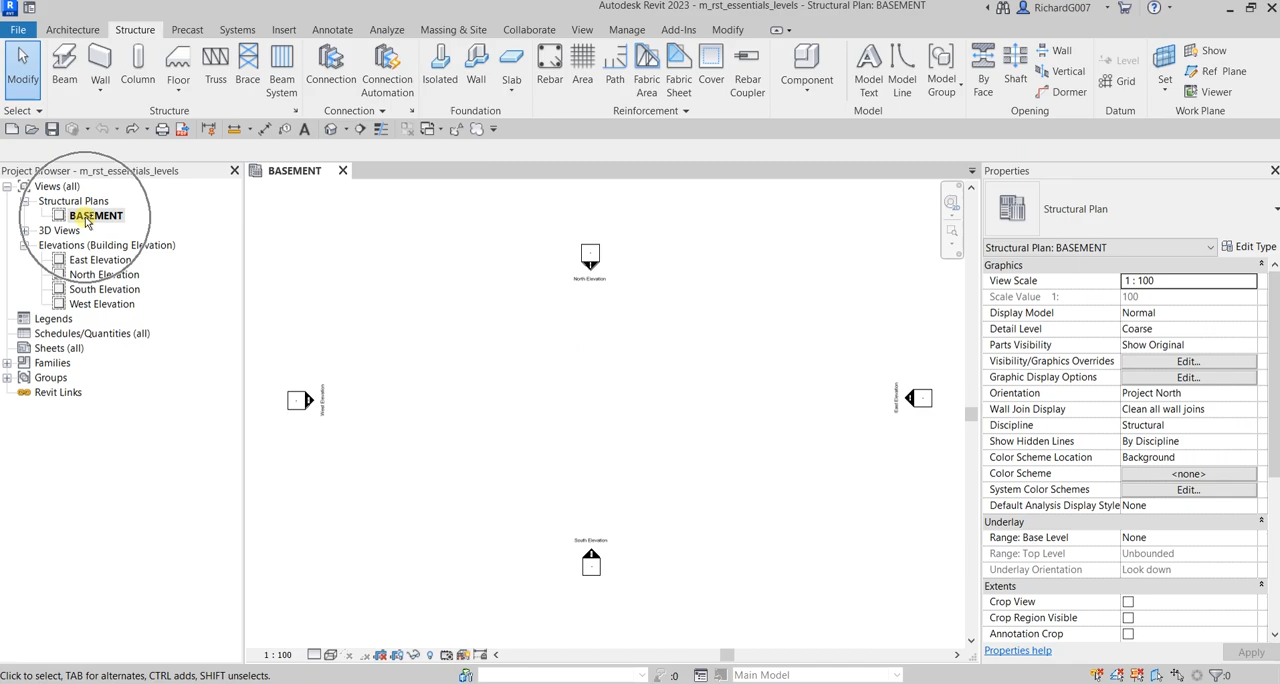 Autodesk Revit 2023 - m_rst_essentials_levels - Structural Plan: BASEMENT
RichardG007
File Architecture Structure Precast Systems Insert Annotate Analyze Massing & Site Collaborate View Manage Add-Ins Modify
Modify
Beam
Wall
Column
Floor
Truss
Brace
Beam
System
Connection
Connection
Automation
Isolated
Wall
Slab
Rebar
Area
Path
Fabric
Area
Fabric
Sheet
Cover
Rebar
Coupler
Component
Model
Text
Model
Line
Model
Group
By
Face
Shaft
Wall
Vertical
Dormer
Level
Grid
Set
Show
Ref Plane
Viewer
Select
Structure
Connection
Foundation
Reinforcement
Model
Opening
Datum
Work Plane
Project Browser - m_rst_essentials_levels
Views (all)
Structural Plans
BASEMENT
3D Views
Elevations (Building Elevation)
East Elevation
North Elevation
South Elevation
West Elevation
Legends
Schedules/Quantities (all)
Sheets (all)
Families
Groups
Revit Links
BASEMENT
North Elevation
West Elevation
East Elevation
South Elevation
1 : 100
Properties
Structural Plan
Structural Plan: BASEMENT Edit Type
Graphics
View Scale 1 : 100
Scale Value 1: 100
Display Model Normal
Detail Level Coarse
Parts Visibility Show Original
Visibility/Graphics Overrides Edit...
Graphic Display Options Edit...
Orientation Project North
Wall Join Display Clean all wall joins
Discipline Structural
Show Hidden Lines By Discipline
Color Scheme Location Background
Color Scheme <none>
System Color Schemes Edit...
Default Analysis Display Style None
Underlay
Range: Base Level None
Range: Top Level Unbounded
Underlay Orientation Look down
Extents
Crop View
Crop Region Visible
Annotation Crop
Properties help Apply
Click to select, TAB for alternates, CTRL adds, SHIFT unselects.
:0
Main Model
:0